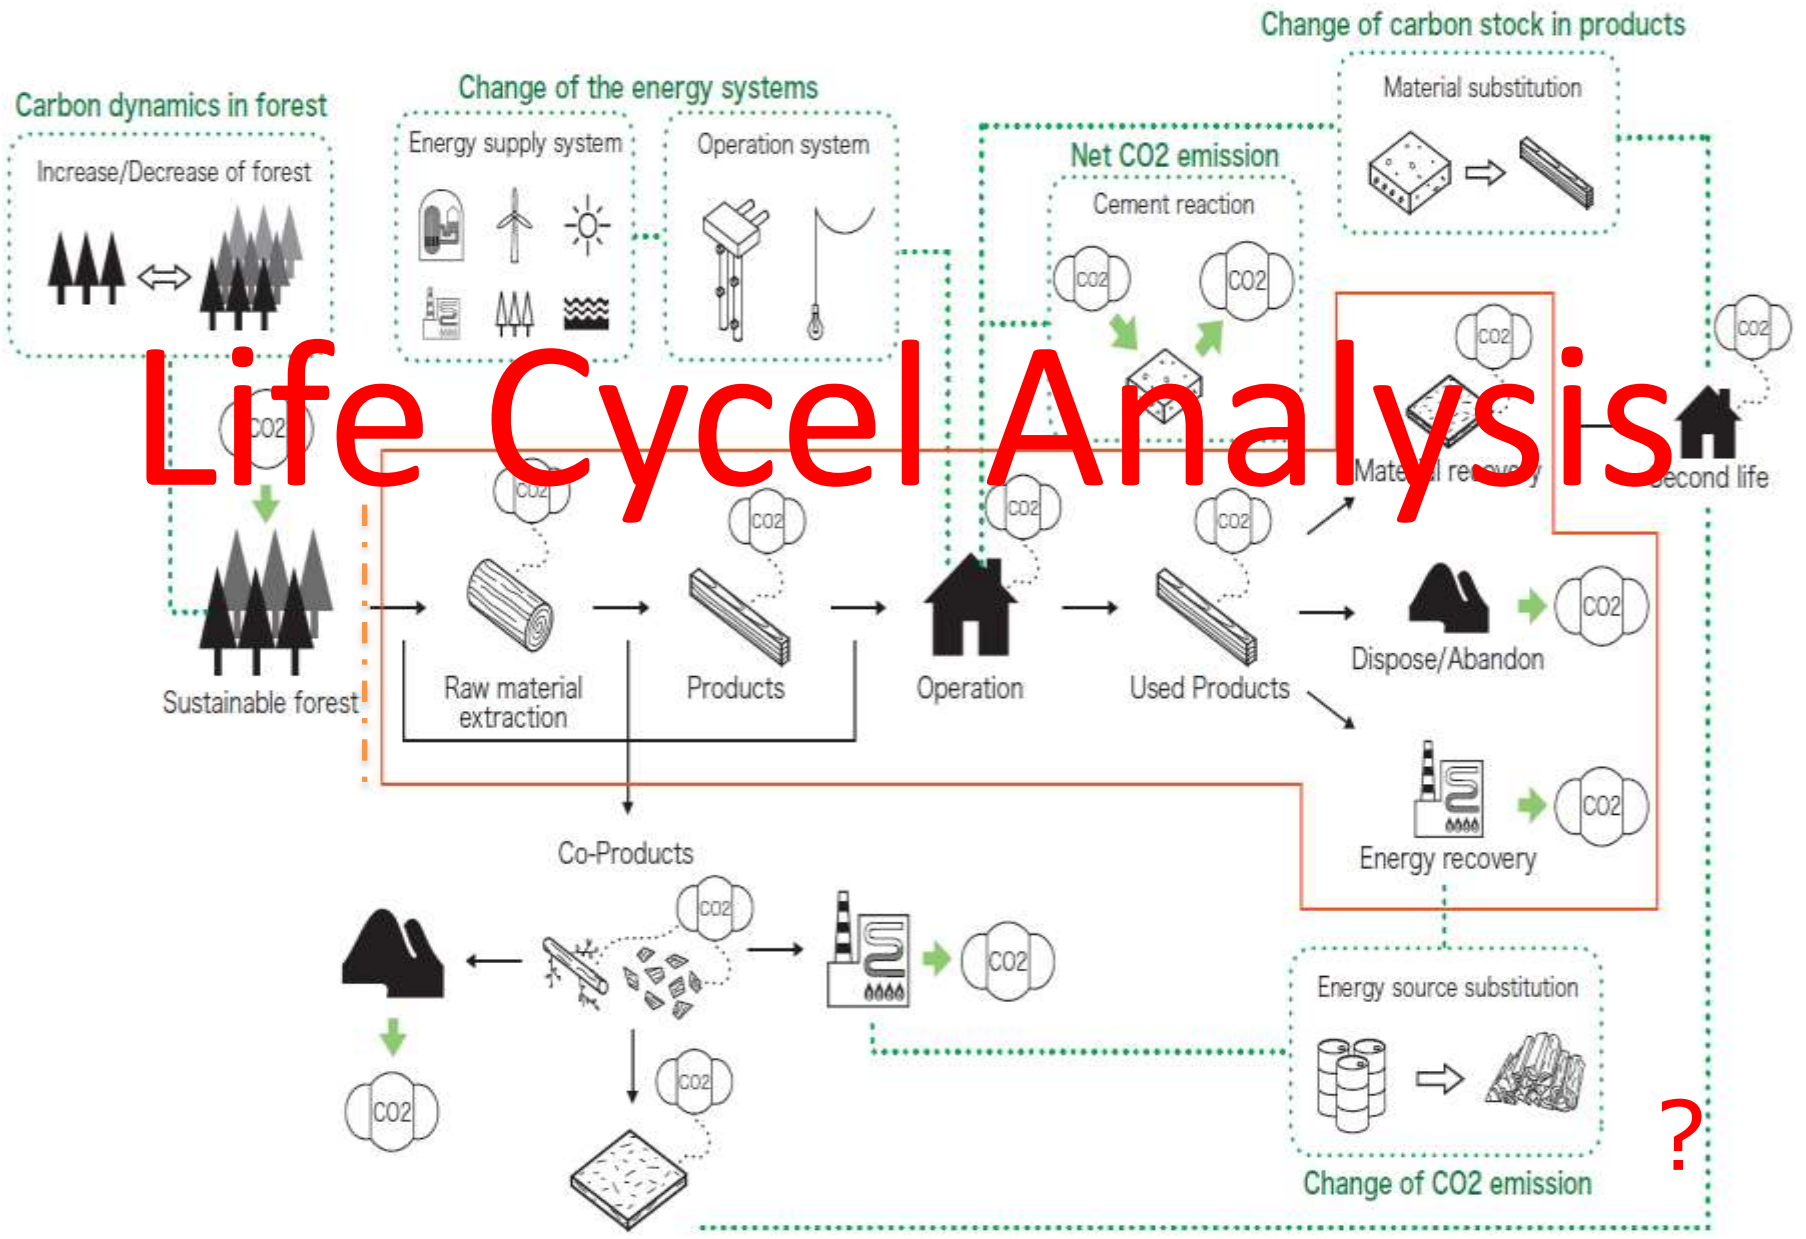 Change of carbon stock in products
Material substitution
Change of the energy systems
Energy supply system
Operation system
Carbon dynamics in forest
Increase/Decrease of forest
Net CO2 emission
Cement reaction
CO2
CO2
CO2
CO2
Life Cycel Analysis
CO2
Material recovery
Second life
CO2
CO2
CO2
CO2
Sustainable forest
Raw material
extraction
Products
Operation
Used Products
Dispose/Abandon
CO2
Energy recovery
CO2
Co-Products
CO2
CO2
CO2
CO2
Energy source substitution
?
Change of CO2 emission